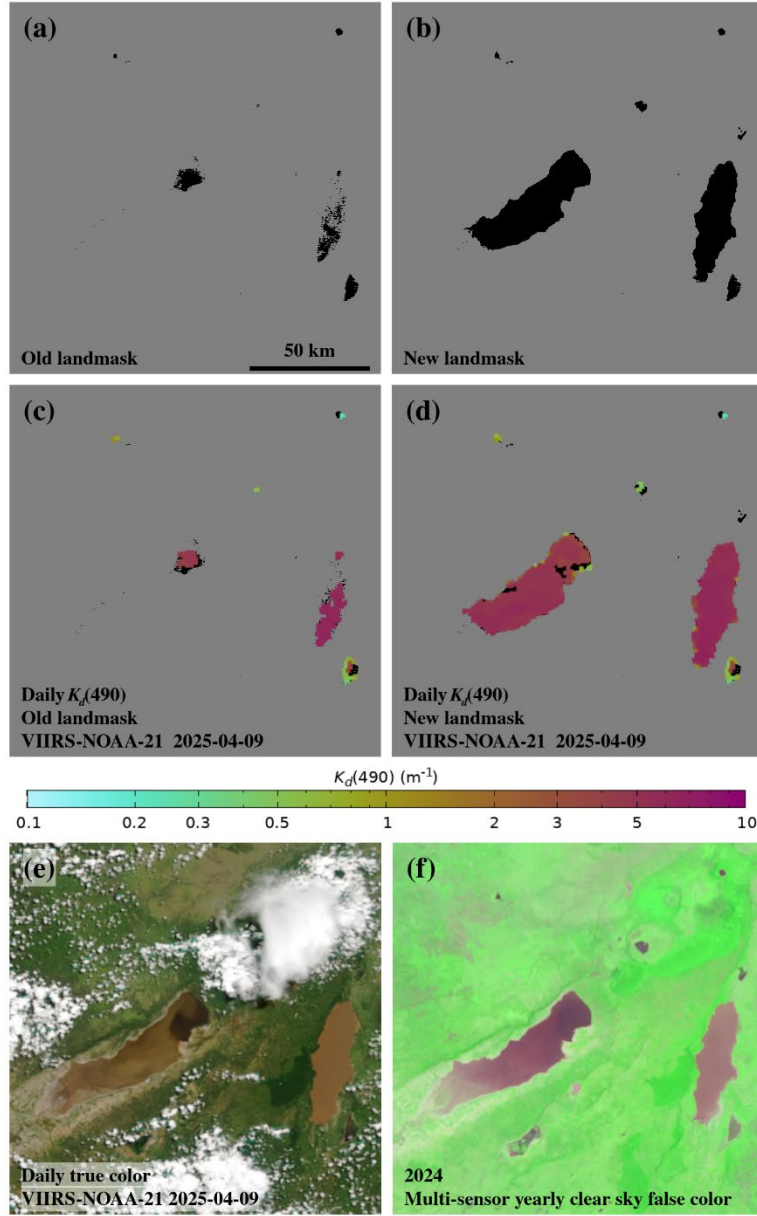 (a)
(b)
Old landmask
50 km
New landmask
(c)
(d)
Daily K_d(490)
Old landmask
VIIRS-NOAA-21 2025-04-09
Daily K_d(490)
New landmask
VIIRS-NOAA-21 2025-04-09
K_d(490) (m⁻¹)
0.1 0.2 0.3 0.5 1 2 3 5 10
(e)
(f)
Daily true color
VIIRS-NOAA-21 2025-04-09
2024
Multi-sensor yearly clear sky false color